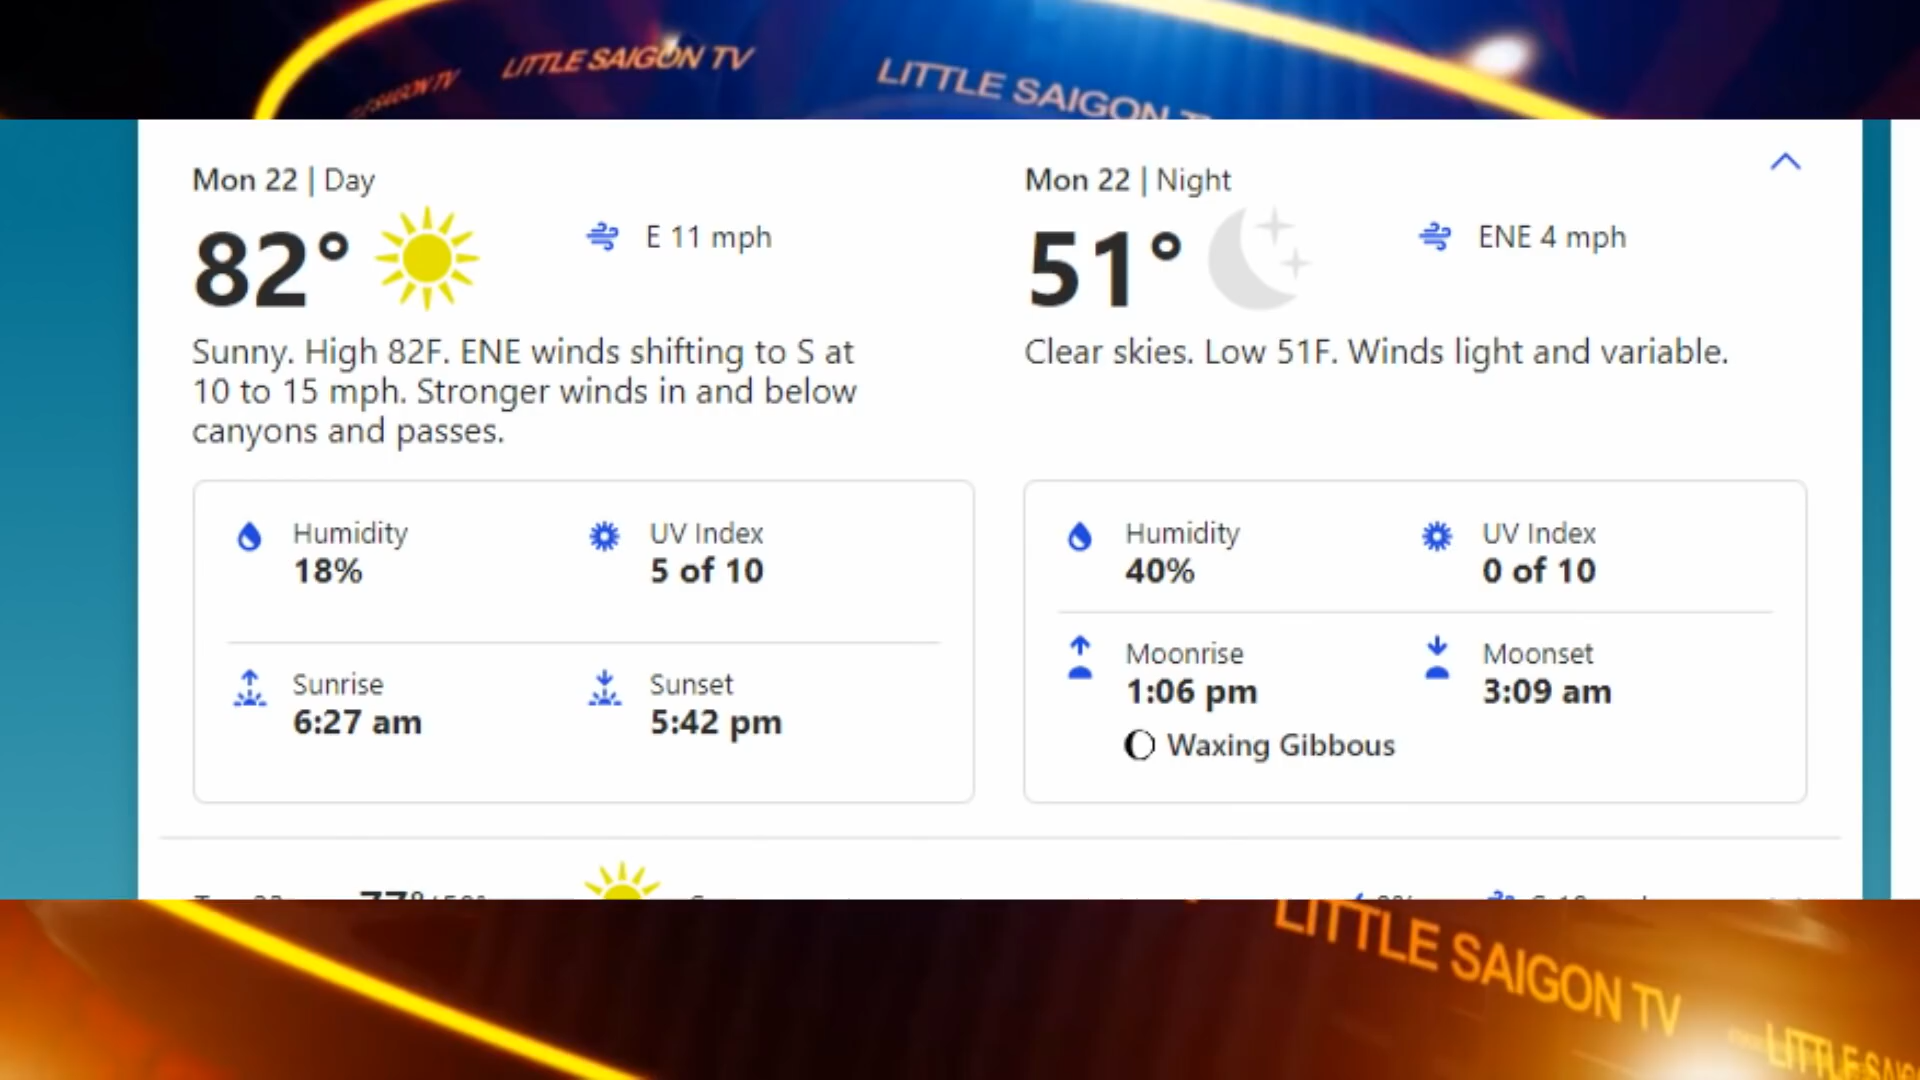 LITTLE SAIGON TV
LITTLE SAIGON
Mon 22 | Day
82°
E 11 mph
Sunny. High 82F. ENE winds shifting to S at
10 to 15 mph. Stronger winds in and below
canyons and passes.
Humidity
18%
UV Index
5 of 10
Sunrise
6:27 am
Sunset
5:42 pm
Mon 22 | Night
51°
ENE 4 mph
Clear skies. Low 51F. Winds light and variable.
Humidity
40%
UV Index
0 of 10
Moonrise
1:06 pm
Moonset
3:09 am
Waxing Gibbous
LITTLE SAIGON TV
LITTLE